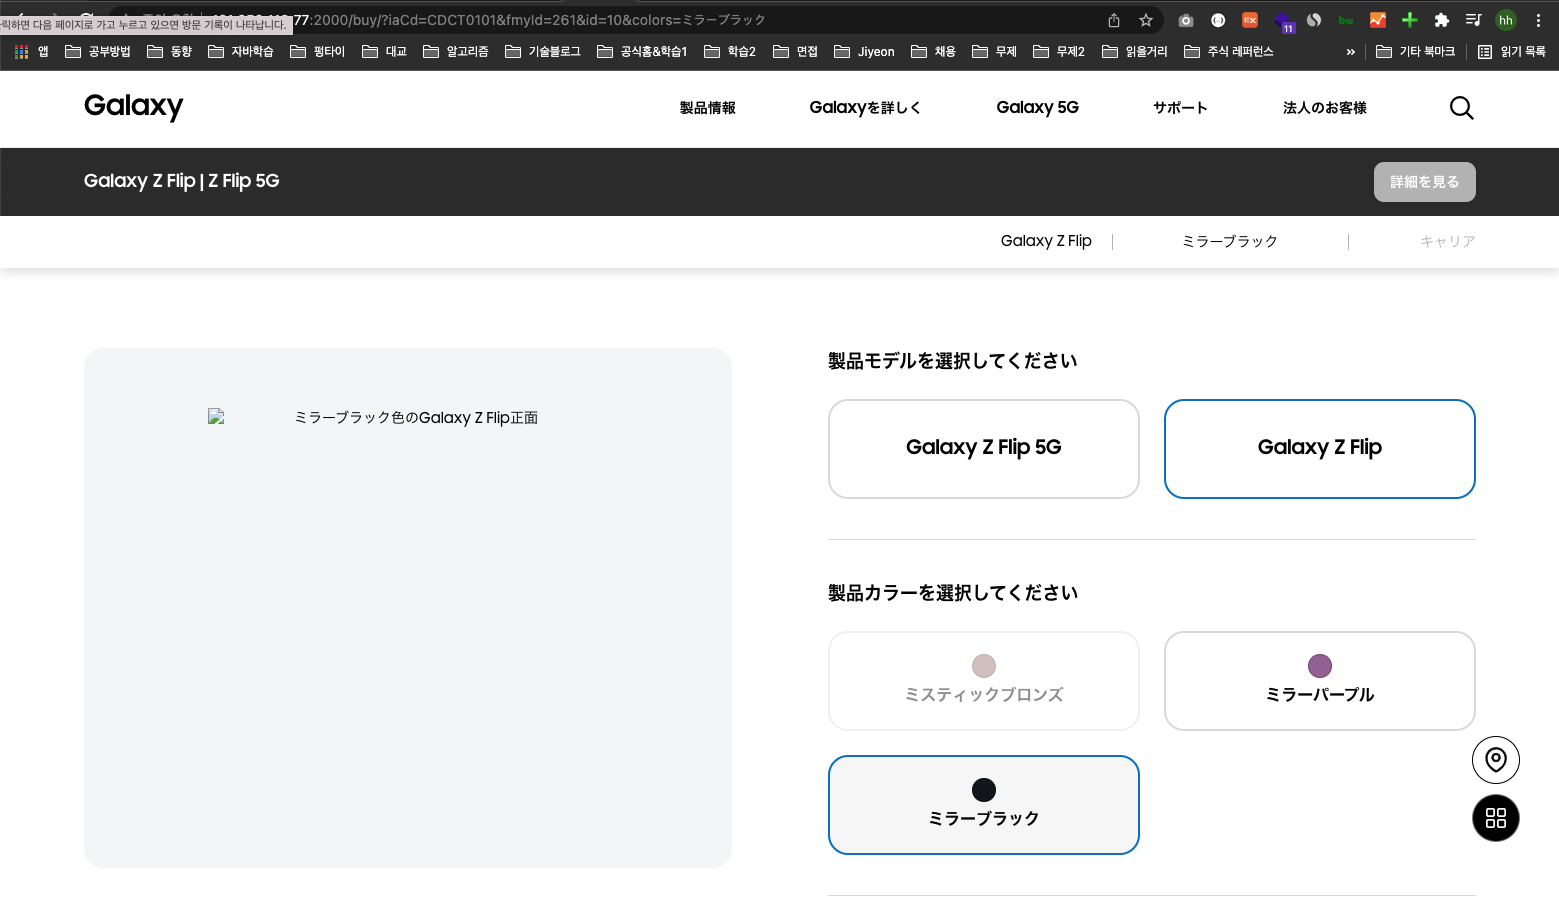 77:2000/buy/?iaCd=CDCT0101&fmyId=261&id=10&colors=ミラーブラック
릭하면 다음 페이지로 가고 누르고 있으면 방문 기록이 나타납니다.
11
bw
hh
앱 공부방법 동향 자바학습 평타이 대교 알고리즘 기술블로그 공식홈&학습1 학습2 면접 Jiyeon 채용 무제 무제2 읽을거리 주식 레퍼런스 » 기타 북마크 읽기 목록
Galaxy 製品情報 Galaxyを詳しく Galaxy 5G サポート 法人のお客様
Galaxy Z Flip | Z Flip 5G 詳細を見る
Galaxy Z Flip ミラーブラック キャリア
ミラーブラック色のGalaxy Z Flip正面
製品モデルを選択してください
Galaxy Z Flip 5G Galaxy Z Flip
製品カラーを選択してください
ミスティックブロンズ ミラーパープル
ミラーブラック